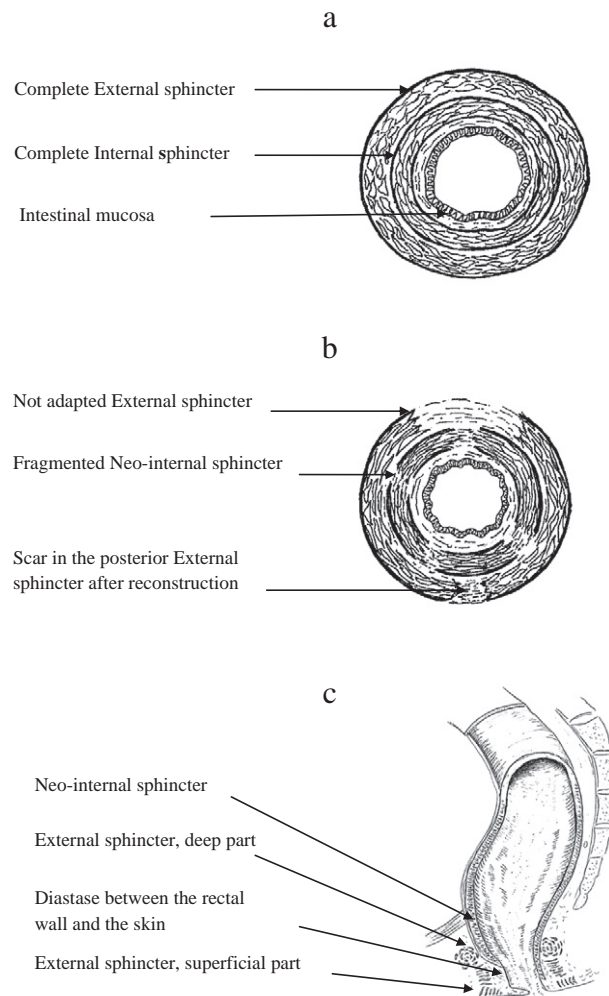 a
Complete External sphincter
Complete Internal sphincter
Intestinal mucosa
b
Not adapted External sphincter
Fragmented Neo-internal sphincter
Scar in the posterior External
sphincter after reconstruction
c
Neo-internal sphincter
External sphincter, deep part
Diastase between the rectal
wall and the skin
External sphincter, superficial part